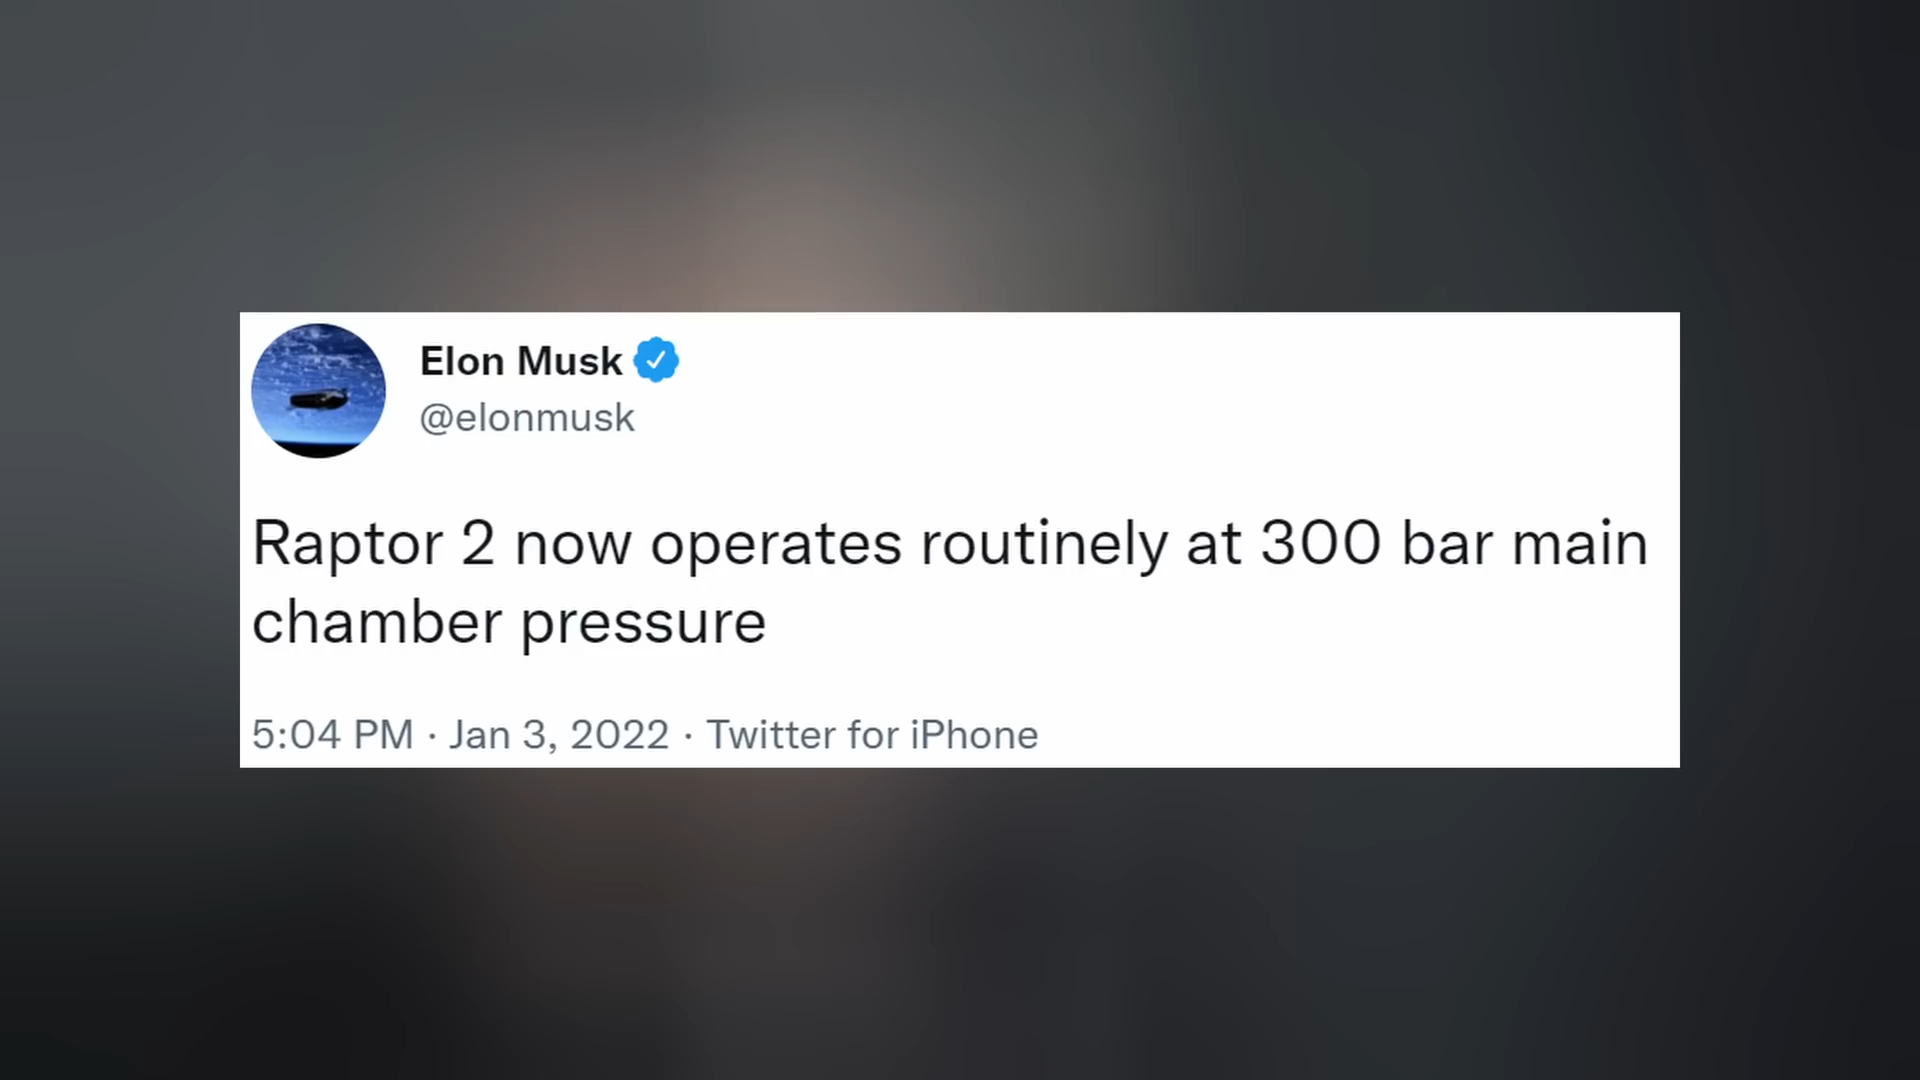 Elon Musk
@elonmusk
Raptor 2 now operates routinely at 300 bar main
chamber pressure
5:04 PM · Jan 3, 2022 · Twitter for iPhone